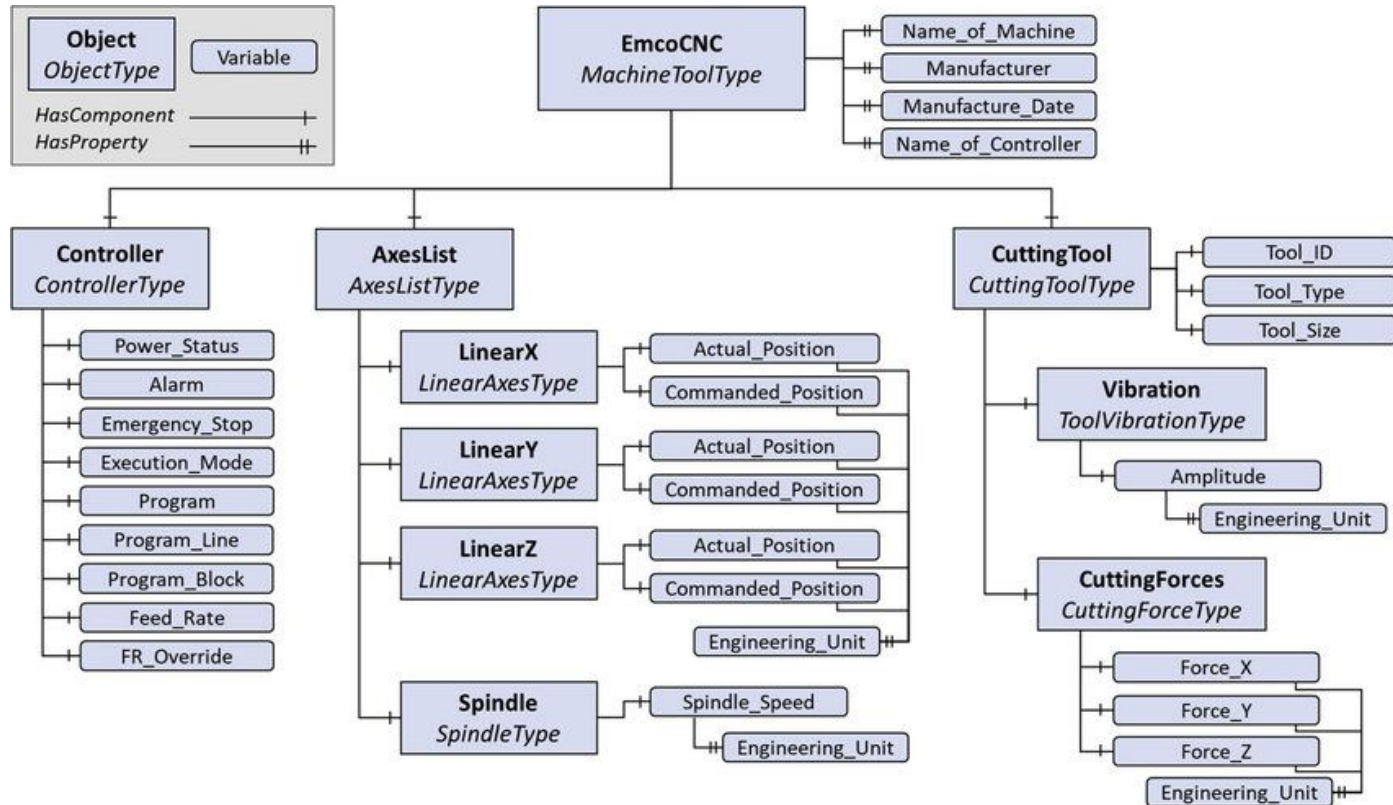 Object
ObjectType
Variable
HasComponent
HasProperty
EmcoCNC
MachineToolType
Name_of_Machine
Manufacturer
Manufacture_Date
Name_of_Controller
Controller
ControllerType
Power_Status
Alarm
Emergency_Stop
Execution_Mode
Program
Program_Line
Program_Block
Feed_Rate
FR_Override
AxesList
AxesListType
LinearX
LinearAxesType
Actual_Position
Commanded_Position
LinearY
LinearAxesType
Actual_Position
Commanded_Position
LinearZ
LinearAxesType
Actual_Position
Commanded_Position
Engineering_Unit
Spindle
SpindleType
Spindle_Speed
Engineering_Unit
CuttingTool
CuttingToolType
Tool_ID
Tool_Type
Tool_Size
Vibration
ToolVibrationType
Amplitude
Engineering_Unit
CuttingForces
CuttingForceType
Force_X
Force_Y
Force_Z
Engineering_Unit